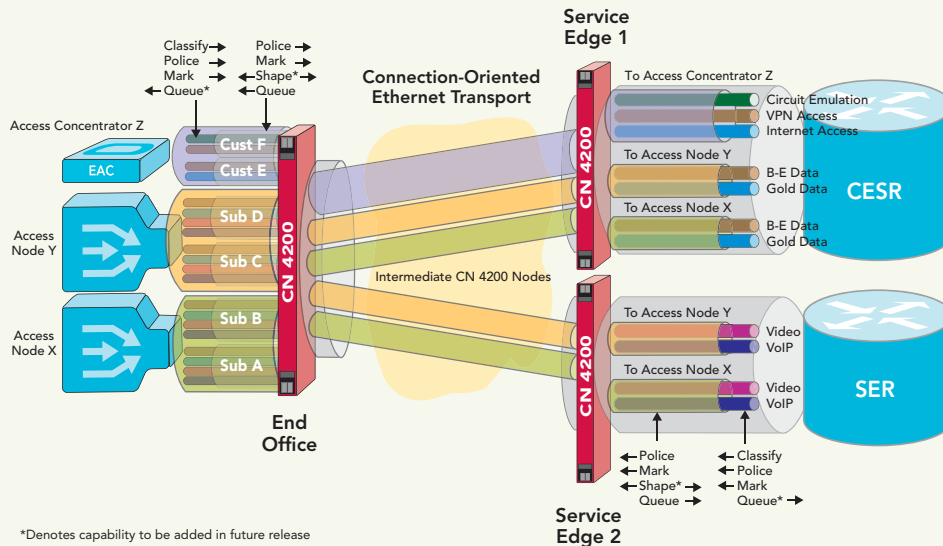 Service
Edge 1
Classify
Police
Mark
Queue*
Police
Mark
Shape*
Queue
Connection-Oriented
Ethernet Transport
To Access Concentrator Z
Circuit Emulation
VPN Access
Internet Access
Access Concentrator Z
EAC
Cust F
Cust E
To Access Node Y
B-E Data
Gold Data
CESR
Access
Node Y
Sub D
Sub C
CN 4200
CN 4200
To Access Node X
B-E Data
Gold Data
Intermediate CN 4200 Nodes
Access
Node X
Sub B
Sub A
To Access Node Y
Video
VoIP
CN 4200
To Access Node X
Video
VoIP
SER
End
Office
Police
Mark
Shape*
Queue
Classify
Police
Mark
Queue*
Service
Edge 2
*Denotes capability to be added in future release